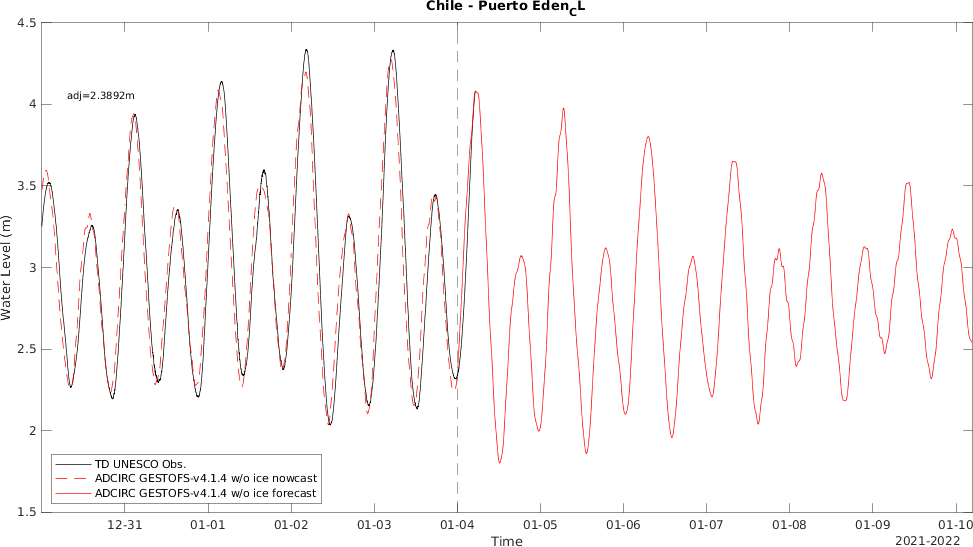 Chile - Puerto Eden_CL
4.5
4
3.5
3
2.5
2
1.5
Water Level (m)
adj=2.3892m
TD UNESCO Obs.
ADCIRC GESTOFS-v4.1.4 w/o ice nowcast
ADCIRC GESTOFS-v4.1.4 w/o ice forecast
12-31 01-01 01-02 01-03 01-04 01-05 01-06 01-07 01-08 01-09 01-10
Time
2021-2022